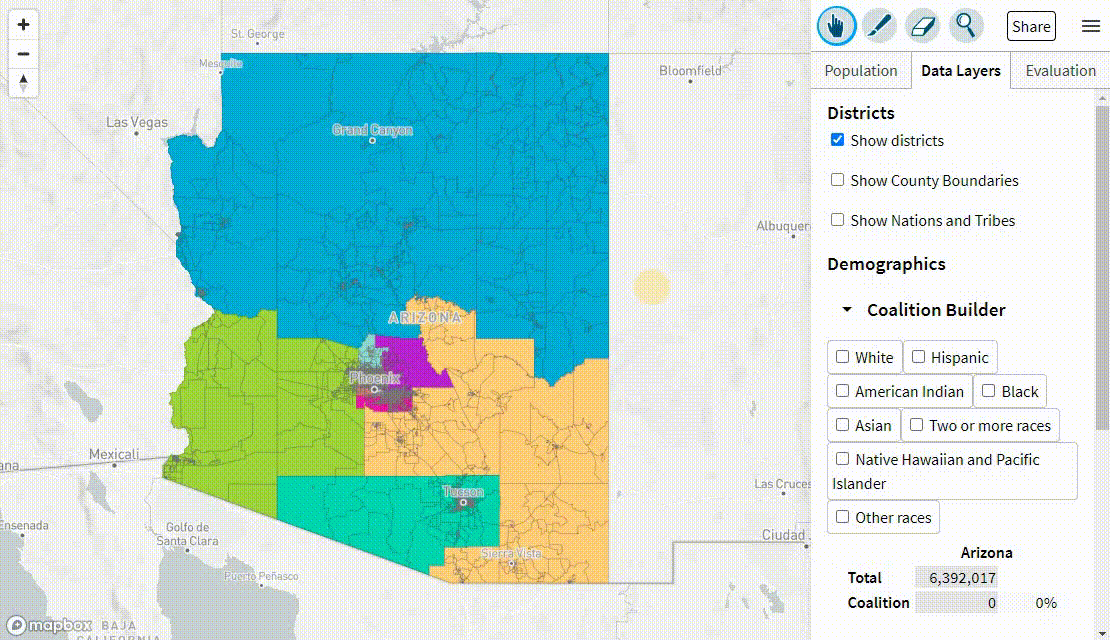 +
St. George
Mesquite
−
Las Vegas
Grand Canyon
Bloomfield
Albuquer
ARIZONA
Phoenix
Mexicali
ana
Tucson
Las Cruces
Ensenada
Golfo de
Santa Clara
Sierra Vista
Ciudad
Puerto Peñasco
mapbox
BAJA
CALIFORNIA
Share
Population
Data Layers
Evaluation
Districts
Show districts
Show County Boundaries
Show Nations and Tribes
Demographics
Coalition Builder
White
Hispanic
American Indian
Black
Asian
Two or more races
Native Hawaiian and Pacific
Islander
Other races
Arizona
Total 6,392,017
Coalition 0 0%